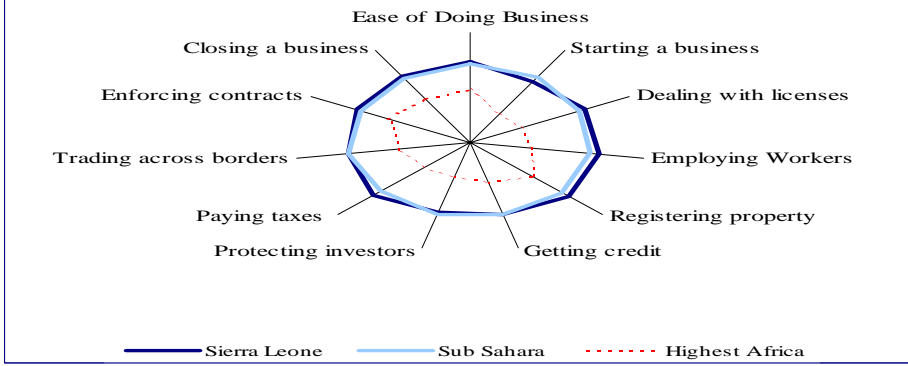 Ease of Doing Business
Closing a business
Starting a business
Enforcing contracts
Dealing with licenses
Trading across borders
Employing Workers
Paying taxes
Registering property
Protecting investors
Getting credit
Sierra Leone
Sub Sahara
Highest Africa